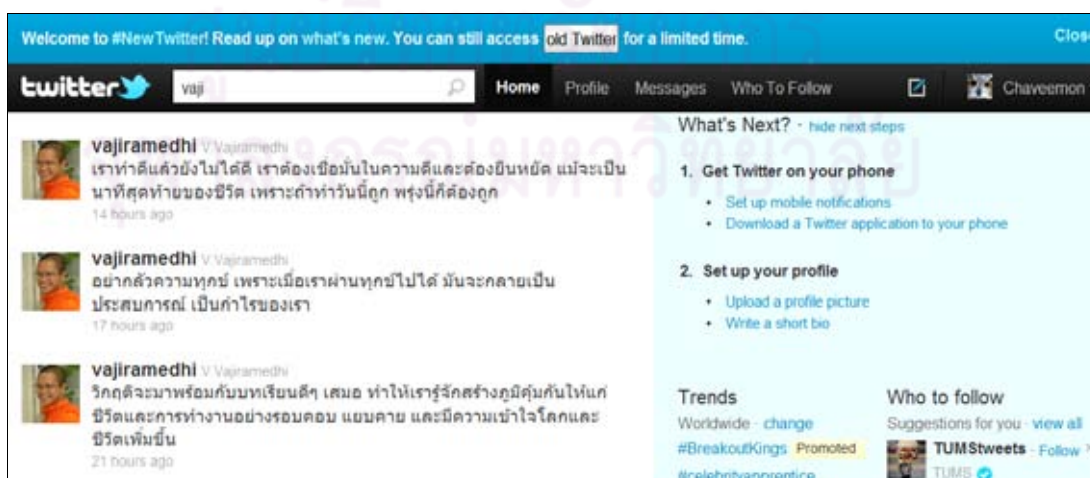 Welcome to #NewTwitter! Read up on what's new. You can still access old Twitter for a limited time.
Close
twitter
vaji
Home
Profile
Messages
Who To Follow
Chaveemon
vajiramedhi V Vajiramedhi
เราทำดีแล้วยังไม่ได้ดี เราต้องเชื่อมั่นในความดีและต้องยืนหยัด แม้จะเป็น
นาทีสุดท้ายของชีวิต เพราะถ้าทำวันนี้ถูก พรุ่งนี้ก็ต้องถูก
14 hours ago
vajiramedhi V Vajiramedhi
อย่ากลัวความทุกข์ เพราะเมื่อเราผ่านทุกข์ไปได้ มันจะกลายเป็น
ประสบการณ์ เป็นกำไรของเรา
17 hours ago
vajiramedhi V Vajiramedhi
วิกฤติจะมาพร้อมกับบทเรียนดีๆ เสมอ ทำให้เรารู้จักสร้างภูมิคุ้มกันให้แก่
ชีวิตและการทำงานอย่างรอบคอบ แยบคาย และมีความเข้าใจโลกและ
ชีวิตเพิ่มขึ้น
21 hours ago
What's Next? · hide next steps
1. Get Twitter on your phone
• Set up mobile notifications
• Download a Twitter application to your phone
2. Set up your profile
• Upload a profile picture
• Write a short bio
Trends
Worldwide · change
#BreakoutKings Promoted
#celebrityapprentice
Who to follow
Suggestions for you · view all
TUMStweets · Follow
TUMS
จุฬาลงกรณ์มหาวิทยาลัย